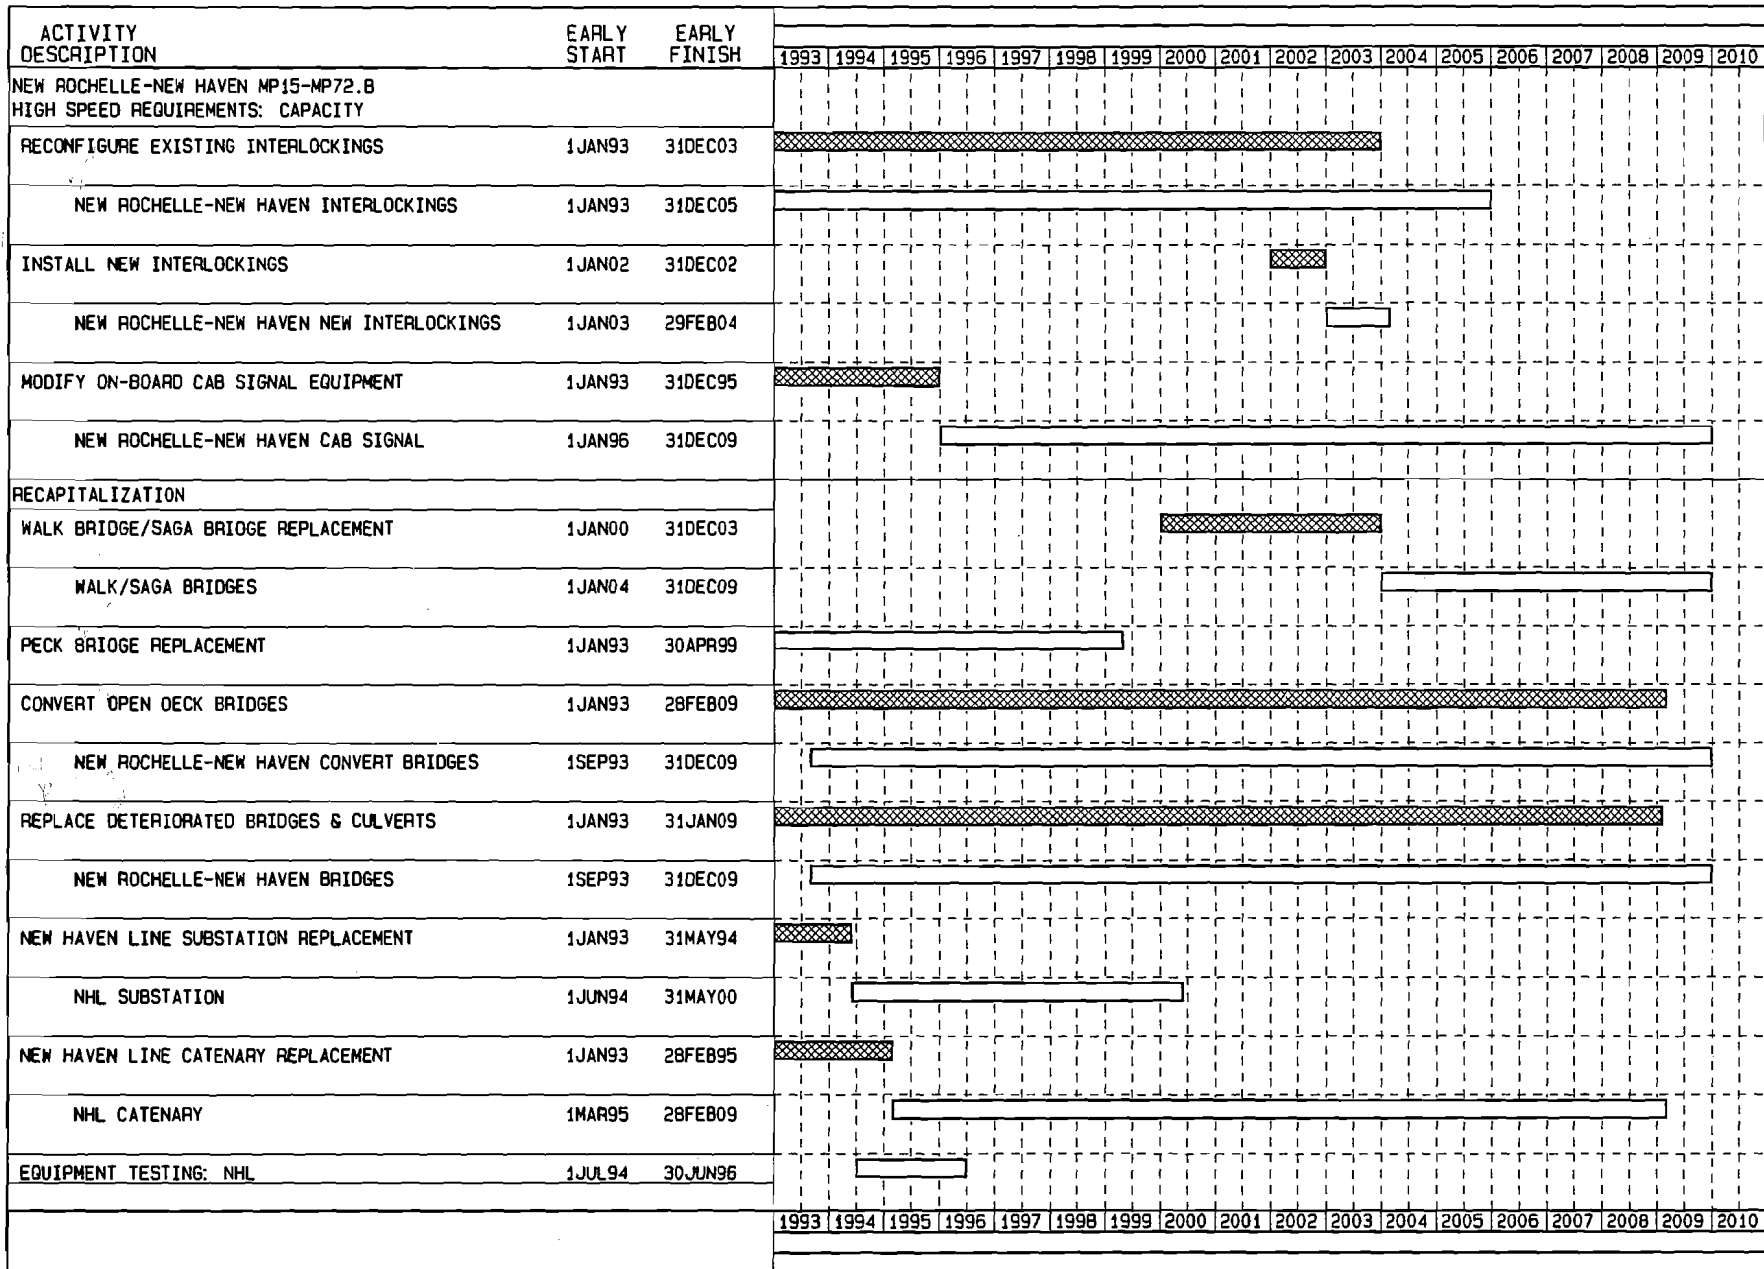 ACTIVITY DESCRIPTION EARLY START EARLY FINISH
1993 1994 1995 1996 1997 1998 1999 2000 2001 2002 2003 2004 2005 2006 2007 2008 2009 2010
NEW ROCHELLE-NEW HAVEN MP15-MP72.8
HIGH SPEED REQUIREMENTS: CAPACITY
RECONFIGURE EXISTING INTERLOCKINGS 1JAN93 31DEC03
NEW ROCHELLE-NEW HAVEN INTERLOCKINGS 1JAN93 31DEC05
INSTALL NEW INTERLOCKINGS 1JAN02 31DEC02
NEW ROCHELLE-NEW HAVEN NEW INTERLOCKINGS 1JAN03 29FEB04
MODIFY ON-BOARD CAB SIGNAL EQUIPMENT 1JAN93 31DEC95
NEW ROCHELLE-NEW HAVEN CAB SIGNAL 1JAN96 31DEC09
RECAPITALIZATION
WALK BRIDGE/SAGA BRIDGE REPLACEMENT 1JAN00 31DEC03
WALK/SAGA BRIDGES 1JAN04 31DEC09
PECK BRIDGE REPLACEMENT 1JAN93 30APR99
CONVERT OPEN DECK BRIDGES 1JAN93 28FEB09
NEW ROCHELLE-NEW HAVEN CONVERT BRIDGES 1SEP93 31DEC09
REPLACE DETERIORATED BRIDGES & CULVERTS 1JAN93 31JAN09
NEW ROCHELLE-NEW HAVEN BRIDGES 1SEP93 31DEC09
NEW HAVEN LINE SUBSTATION REPLACEMENT 1JAN93 31MAY94
NHL SUBSTATION 1JUN94 31MAY00
NEW HAVEN LINE CATENARY REPLACEMENT 1JAN93 28FEB95
NHL CATENARY 1MAR95 28FEB09
EQUIPMENT TESTING: NHL 1JUL94 30JUN96
1993 1994 1995 1996 1997 1998 1999 2000 2001 2002 2003 2004 2005 2006 2007 2008 2009 2010